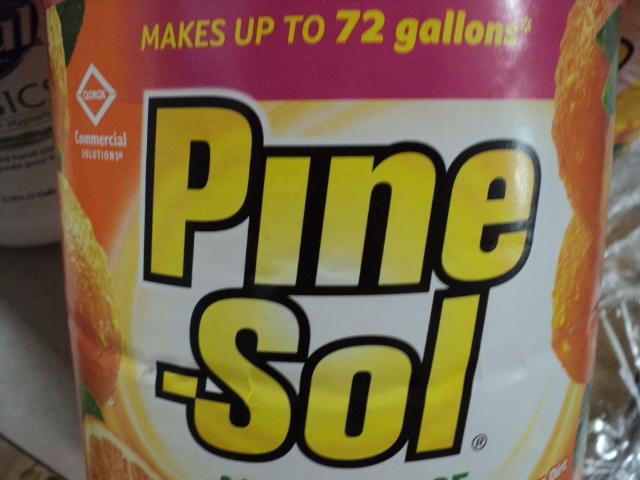 MAKES UP TO 72 gallons*
CLOROX
Commercial
SOLUTIONS®
Pine
-Sol®